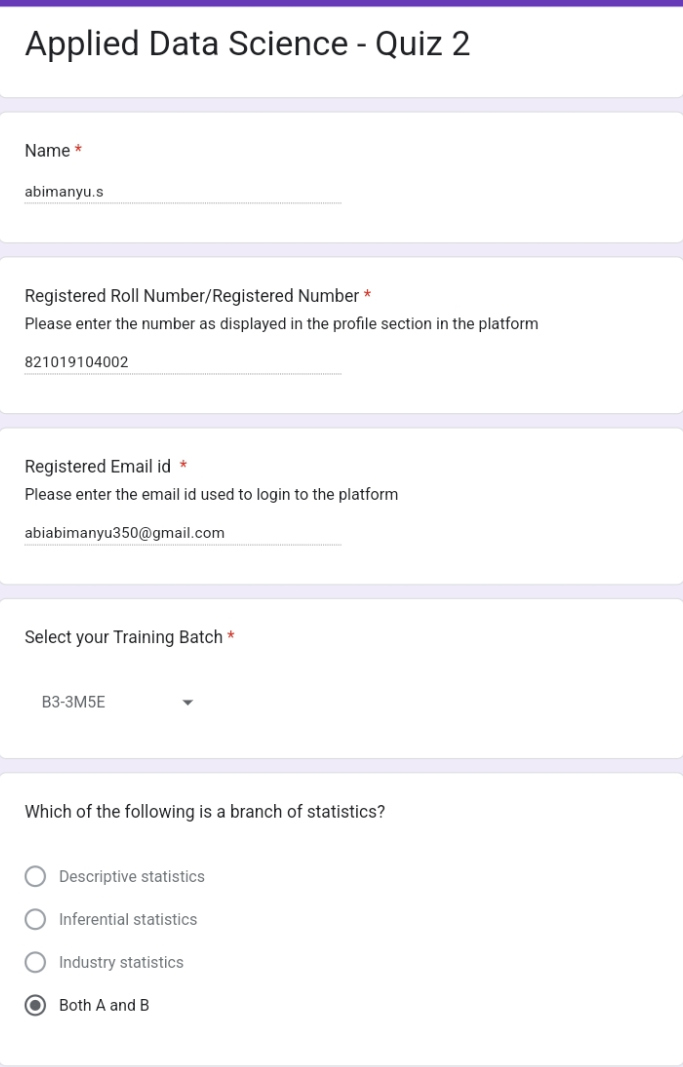 Applied Data Science - Quiz 2
Name *
abimanyu.s
Registered Roll Number/Registered Number *
Please enter the number as displayed in the profile section in the platform
821019104002
Registered Email id *
Please enter the email id used to login to the platform
abiabimanyu350@gmail.com
Select your Training Batch *
B3-3M5E
Which of the following is a branch of statistics?
Descriptive statistics
Inferential statistics
Industry statistics
Both A and B